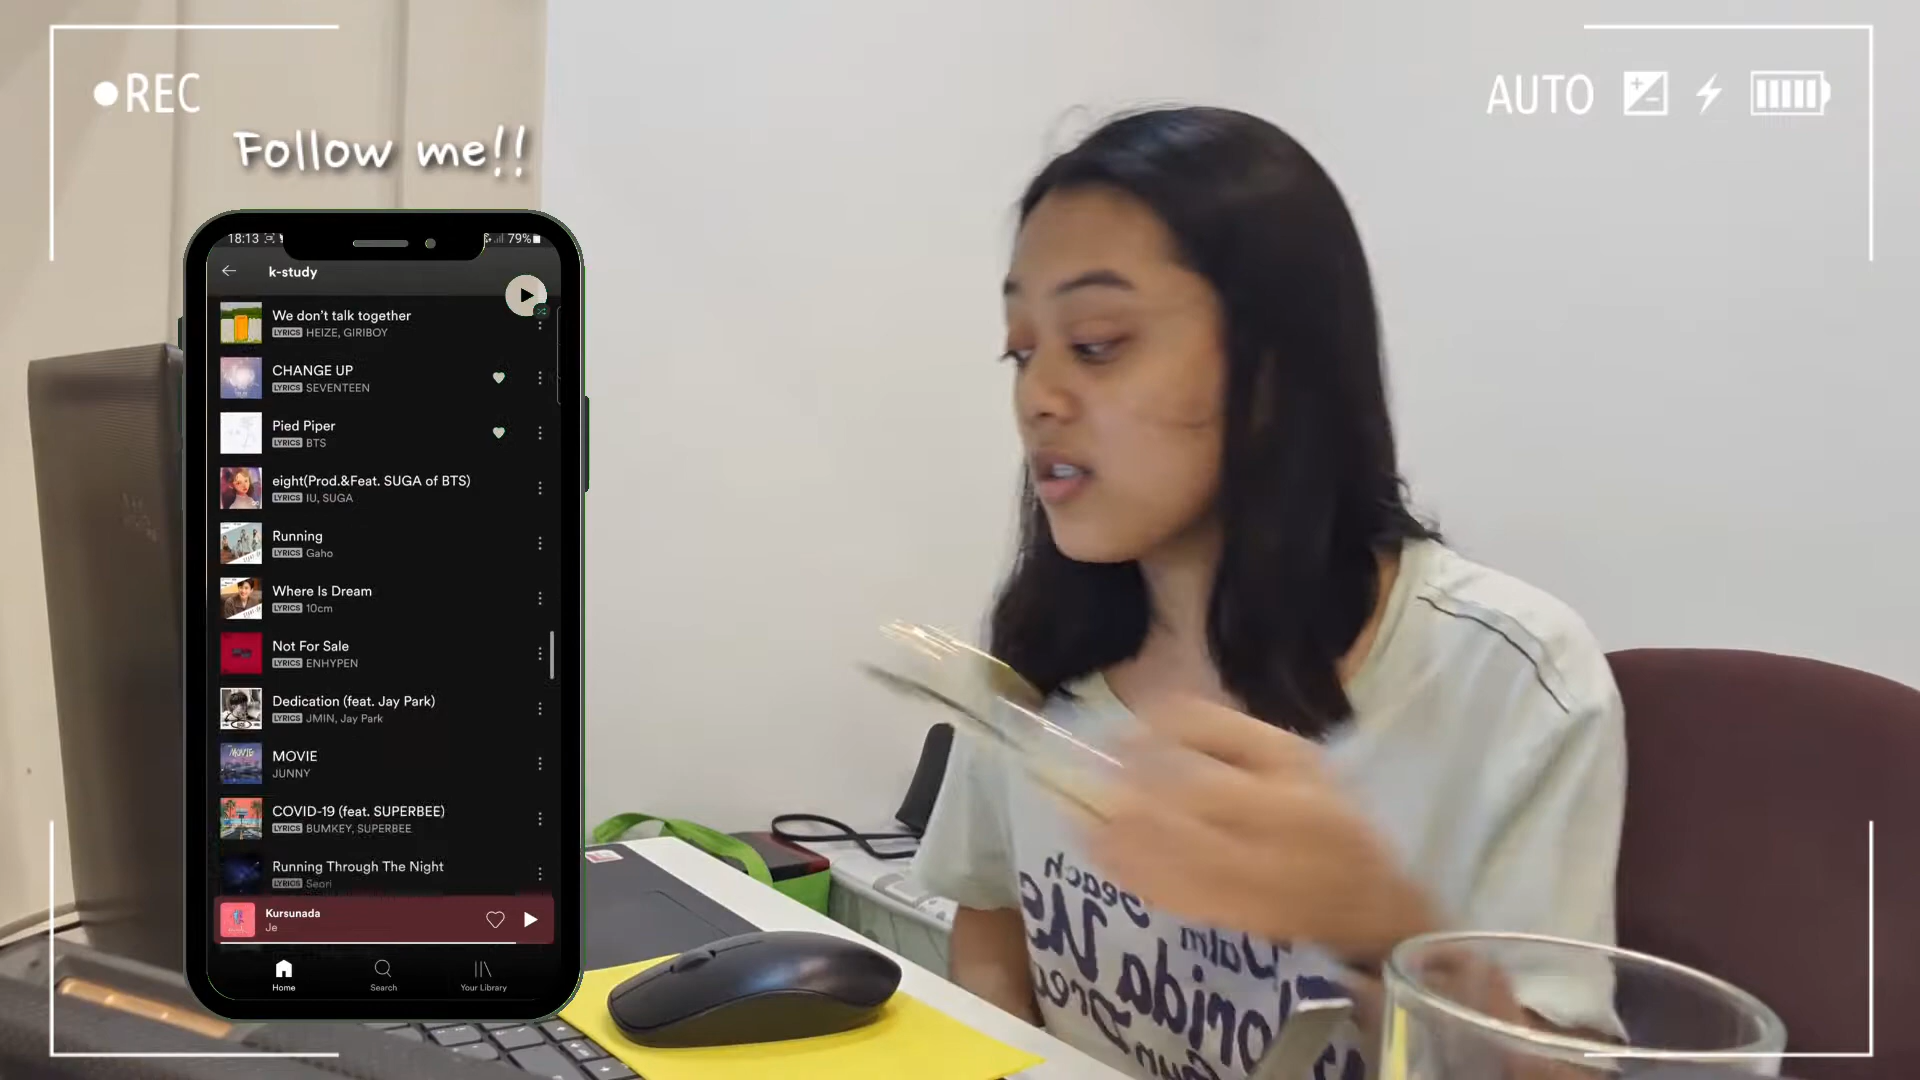 REC
AUTO
Follow me!!
18:13
79%
k-study
We don't talk together
LYRICS HEIZE, GIRIBOY
CHANGE UP
LYRICS SEVENTEEN
Pied Piper
LYRICS BTS
eight(Prod.&Feat. SUGA of BTS)
LYRICS IU, SUGA
Running
LYRICS Gaho
Where Is Dream
LYRICS 10cm
Not For Sale
LYRICS ENHYPEN
Dedication (feat. Jay Park)
LYRICS JMIN, Jay Park
MOVIE
JUNNY
COVID-19 (feat. SUPERBEE)
LYRICS BUMKEY, SUPERBEE
Running Through The Night
LYRICS Seori
Kursunada
Je
Home
Search
Your Library
Beach
Palm